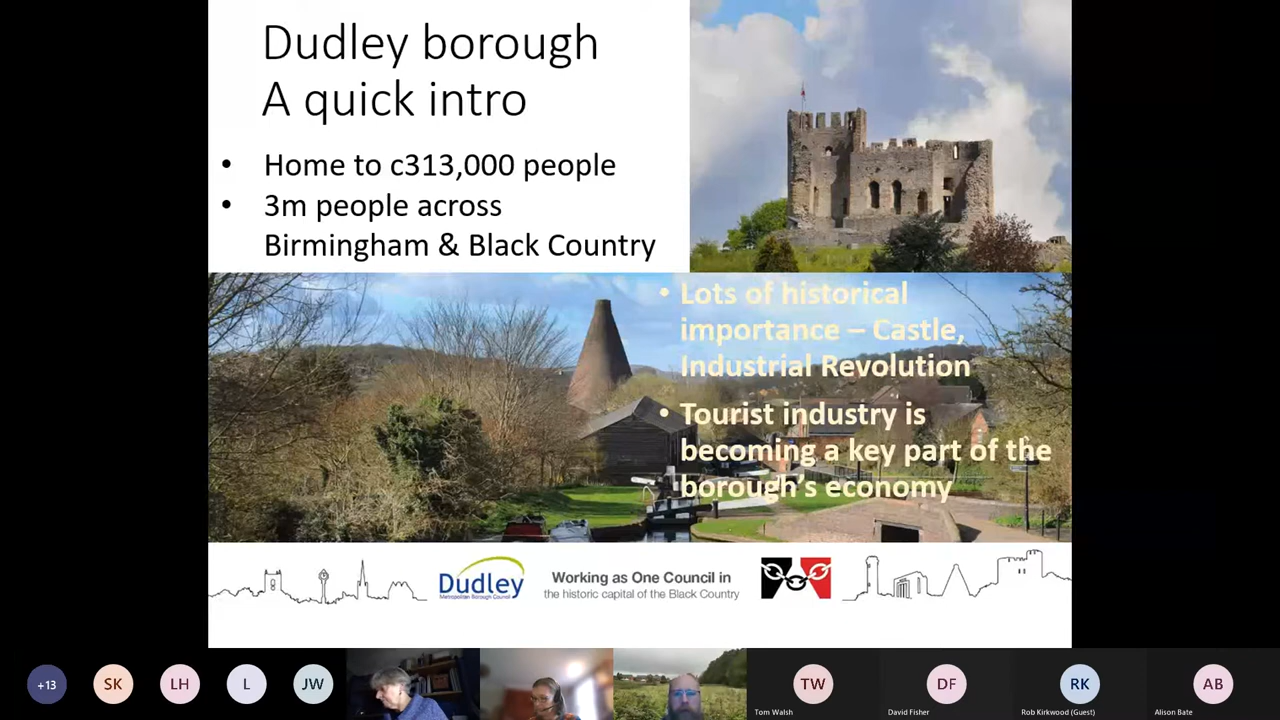 Dudley borough
A quick intro
• Home to c313,000 people
• 3m people across
Birmingham & Black Country
• Lots of historical
importance – Castle,
Industrial Revolution
• Tourist industry is
becoming a key part of the
borough's economy
Dudley
Metropolitan Borough Council
Working as One Council in
the historic capital of the Black Country
+13
SK
LH
L
JW
TW
DF
RK
AB
Tom Walsh
David Fisher
Rob Kirkwood (Guest)
Alison Bate